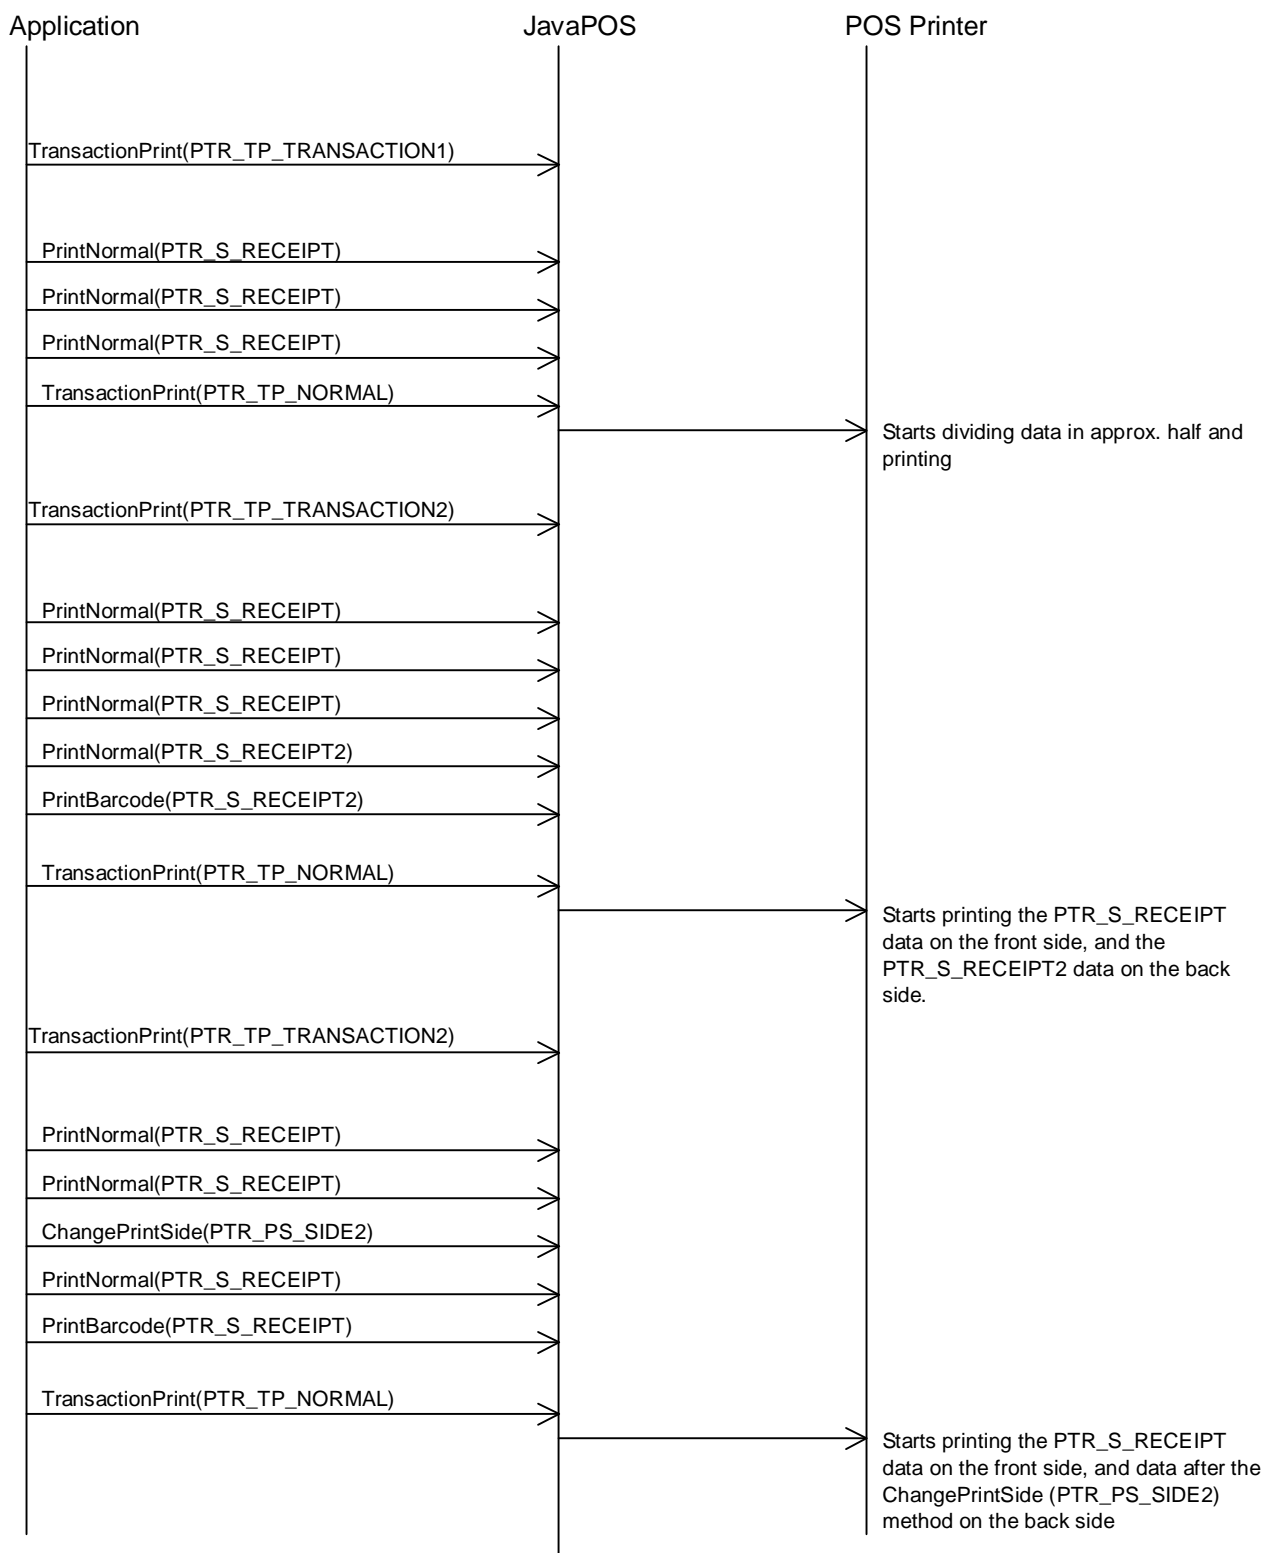 Application
JavaPOS
POS Printer
TransactionPrint(PTR_TP_TRANSACTION1)
PrintNormal(PTR_S_RECEIPT)
PrintNormal(PTR_S_RECEIPT)
PrintNormal(PTR_S_RECEIPT)
TransactionPrint(PTR_TP_NORMAL)
Starts dividing data in approx. half and
printing
TransactionPrint(PTR_TP_TRANSACTION2)
PrintNormal(PTR_S_RECEIPT)
PrintNormal(PTR_S_RECEIPT)
PrintNormal(PTR_S_RECEIPT)
PrintNormal(PTR_S_RECEIPT2)
PrintBarcode(PTR_S_RECEIPT2)
TransactionPrint(PTR_TP_NORMAL)
Starts printing the PTR_S_RECEIPT
data on the front side, and the
PTR_S_RECEIPT2 data on the back
side.
TransactionPrint(PTR_TP_TRANSACTION2)
PrintNormal(PTR_S_RECEIPT)
PrintNormal(PTR_S_RECEIPT)
ChangePrintSide(PTR_PS_SIDE2)
PrintNormal(PTR_S_RECEIPT)
PrintBarcode(PTR_S_RECEIPT)
TransactionPrint(PTR_TP_NORMAL)
Starts printing the PTR_S_RECEIPT
data on the front side, and data after the
ChangePrintSide (PTR_PS_SIDE2)
method on the back side